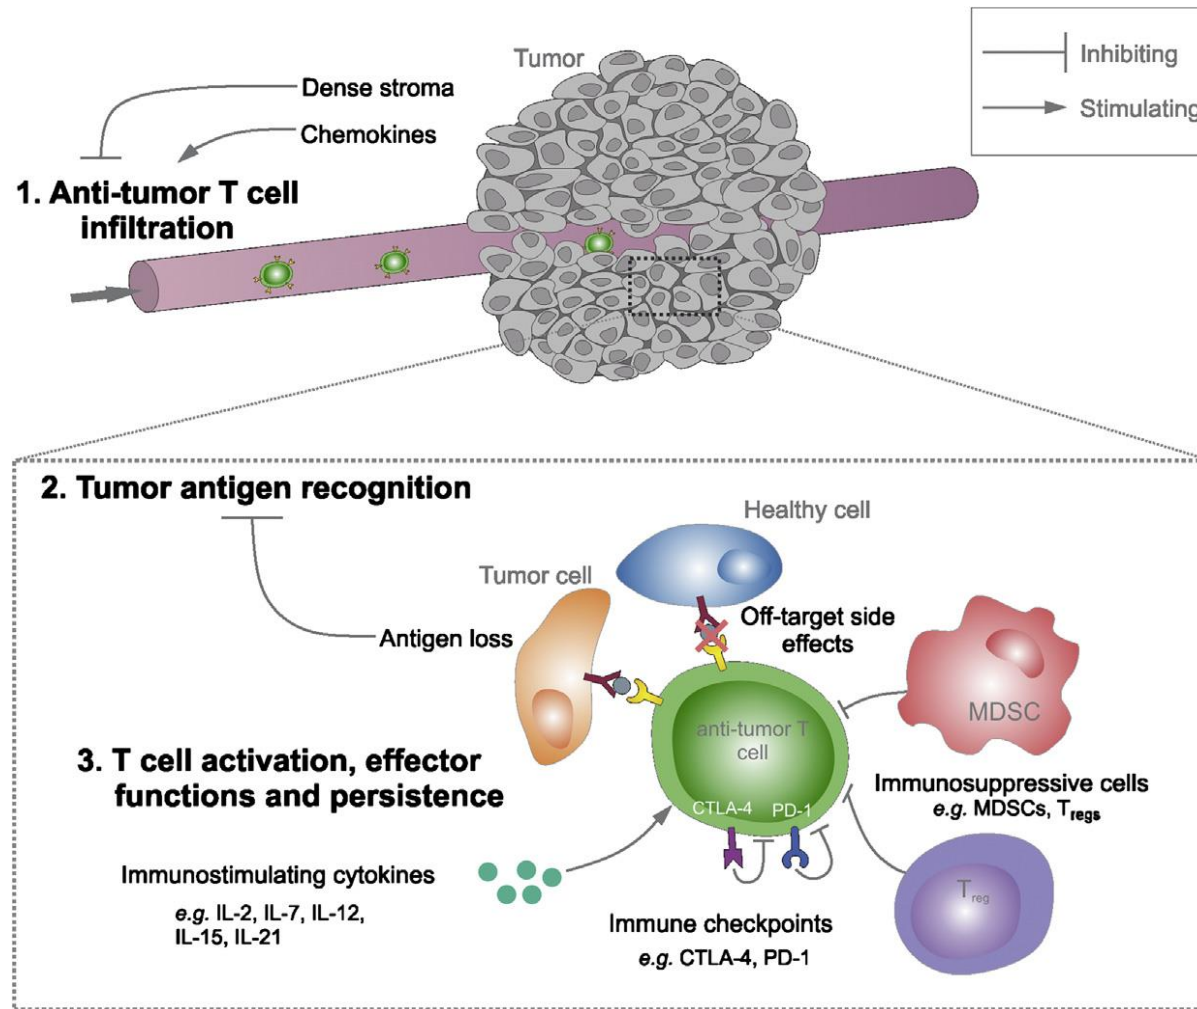 Inhibiting
Stimulating
Tumor
Dense stroma
Chemokines
1. Anti-tumor T cell
infiltration
2. Tumor antigen recognition
Healthy cell
Tumor cell
Off-target side
effects
Antigen loss
MDSC
anti-tumor T
cell
3. T cell activation, effector
functions and persistence
CTLA-4 PD-1
Immunosuppressive cells
e.g. MDSCs, Tregs
Immunostimulating cytokines
e.g. IL-2, IL-7, IL-12,
IL-15, IL-21
Treg
Immune checkpoints
e.g. CTLA-4, PD-1